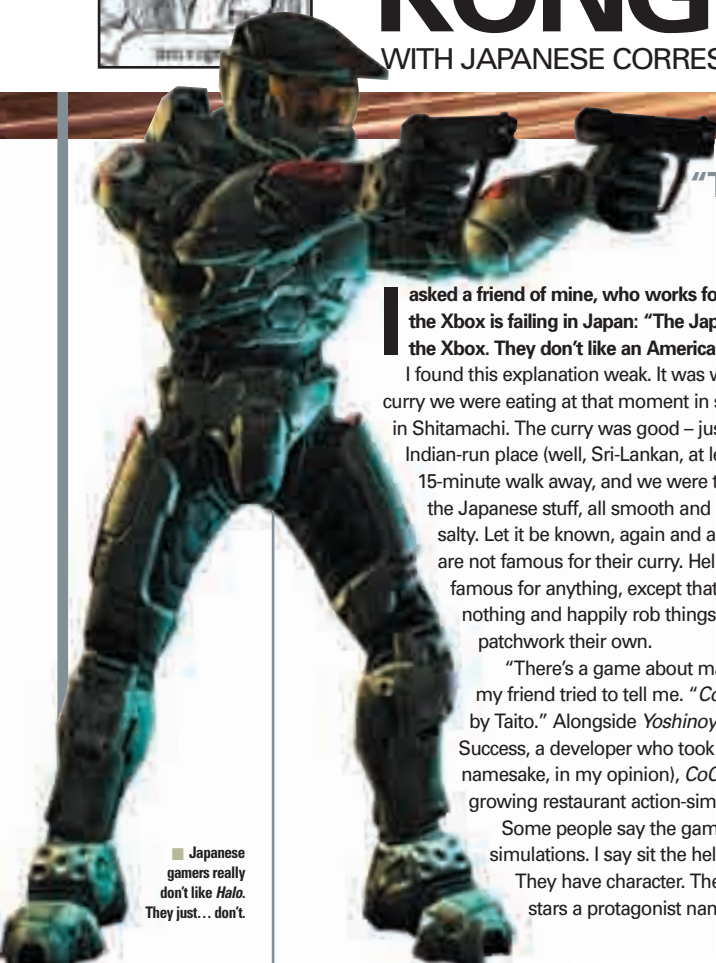 KONG
WITH JAPANESE CORRES
"T
I asked a friend of mine, who works fo
the Xbox is failing in Japan: “The Jap
the Xbox. They don’t like an America
I found this explanation weak. It was w
curry we were eating at that moment in s
in Shitamachi. The curry was good – jus
Indian-run place (well, Sri-Lankan, at le
15-minute walk away, and we were t
the Japanese stuff, all smooth and
salty. Let it be known, again and a
are not famous for their curry. Hel
famous for anything, except that
nothing and happily rob things
patchwork their own.
“There’s a game about ma
my friend tried to tell me. “Co
by Taito.” Alongside Yoshinoy
Success, a developer who took
namesake, in my opinion), CoC
growing restaurant action-sim
Some people say the gam
simulations. I say sit the hel
They have character. The
stars a protagonist nan
Japanese
gamers really
don’t like Halo.
They just… don’t.